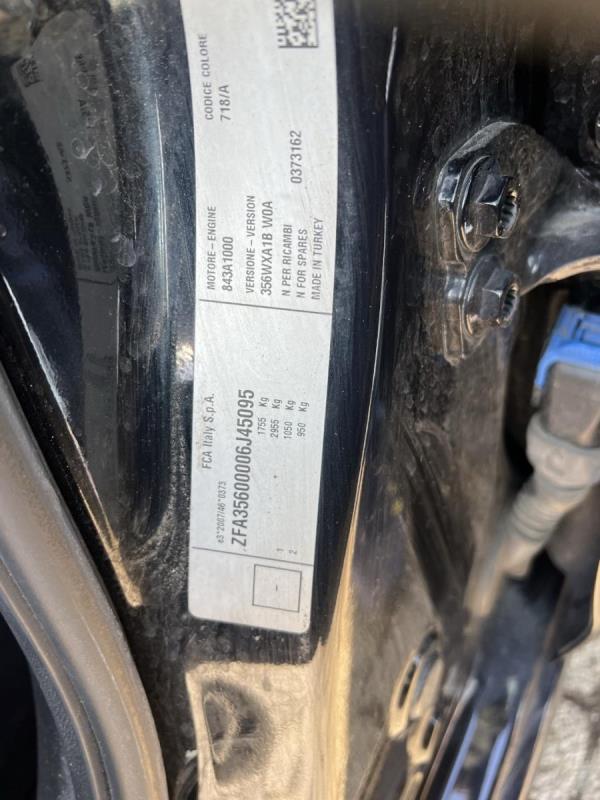 FCA Italy S.p.A.
e3*2007/46*0373
ZFA35600006J45095
1755 Kg
2955 Kg
1 1050 Kg
2 950 Kg
-
MOTORE-ENGINE
843A1000
CODICE COLORE
718/A
VERSIONE-VERSION
356WXA1B W0A
N PER RICAMBI
N FOR SPARES 0373162
MADE IN TURKEY